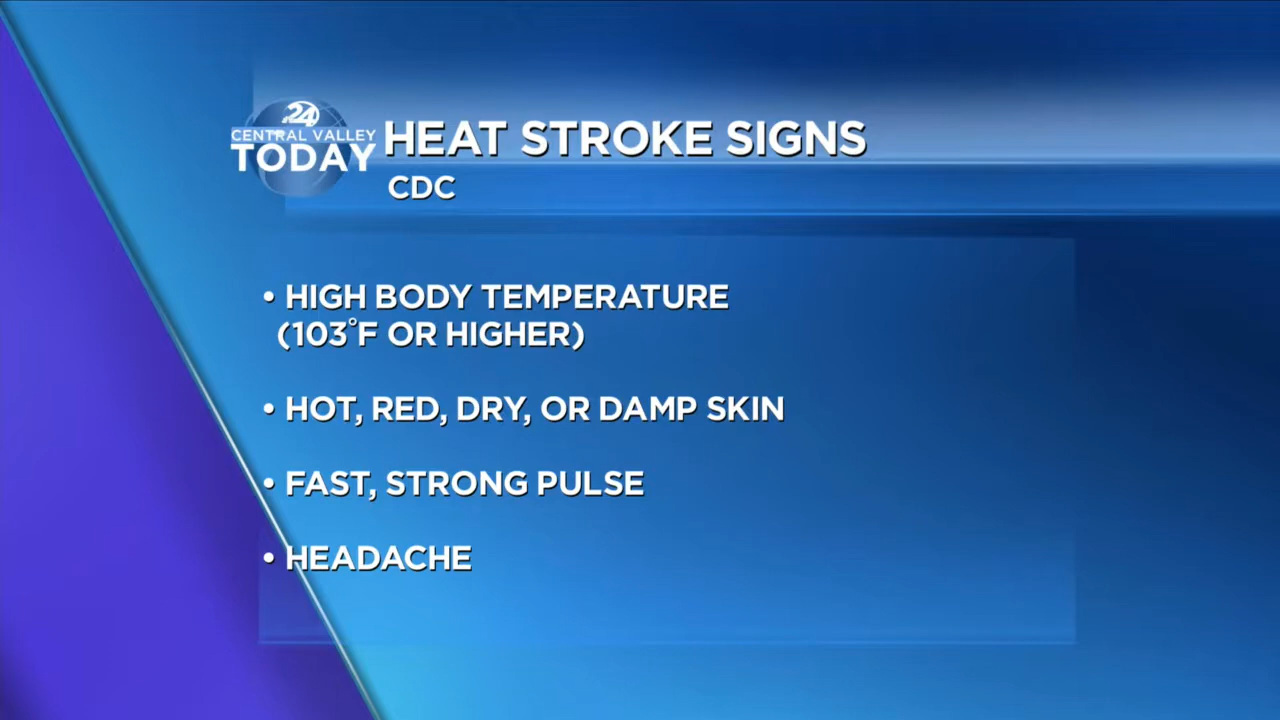 24
CENTRAL VALLEY
TODAY
HEAT STROKE SIGNS
CDC
• HIGH BODY TEMPERATURE
(103°F OR HIGHER)
• HOT, RED, DRY, OR DAMP SKIN
• FAST, STRONG PULSE
• HEADACHE